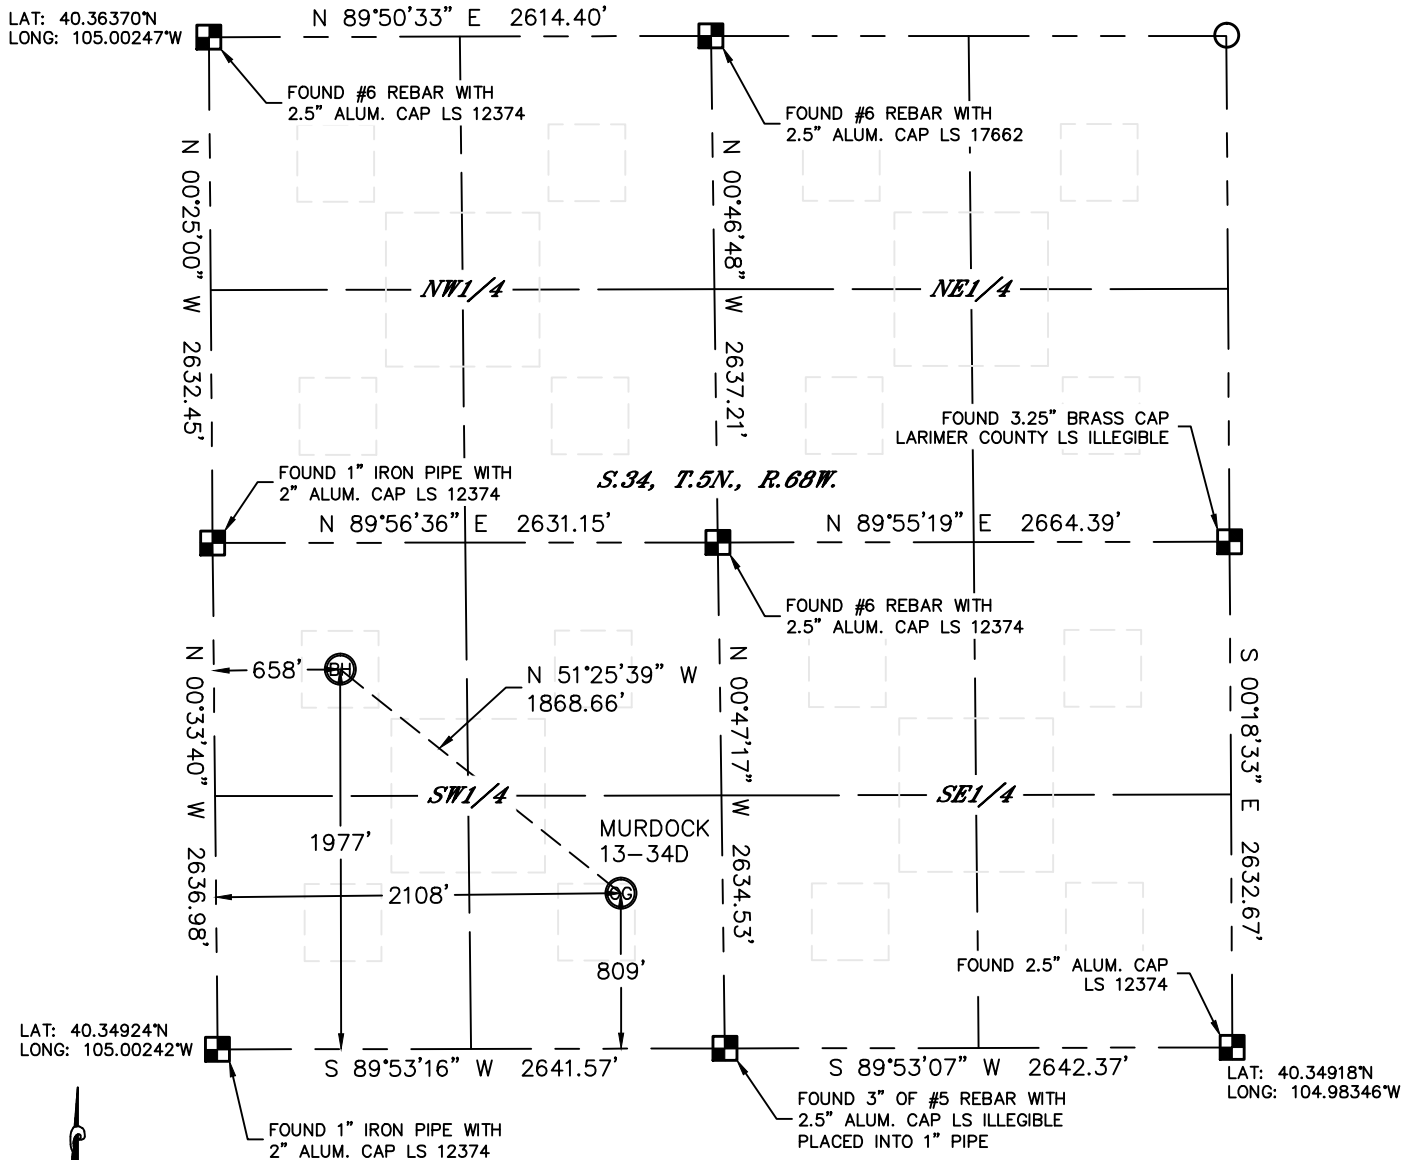 LAT: 40.36370°N
LONG: 105.00247°W
N 89°50'33" E 2614.40'
FOUND #6 REBAR WITH
2.5" ALUM. CAP LS 12374
FOUND #6 REBAR WITH
2.5" ALUM. CAP LS 17662
N 00°25'00" W 2632.45'
N 00°46'48" W 2637.21'
NW1/4
NE1/4
FOUND 3.25" BRASS CAP
LARIMER COUNTY LS ILLEGIBLE
FOUND 1" IRON PIPE WITH
2" ALUM. CAP LS 12374
S.34, T.5N., R.68W.
N 89°56'36" E 2631.15'
N 89°55'19" E 2664.39'
FOUND #6 REBAR WITH
2.5" ALUM. CAP LS 12374
N 00°33'40" W 2636.98'
658'
BH
N 51°25'39" W
1868.66'
N 00°47'17" W 2634.53'
S 00°18'33" E 2632.67'
SW1/4
SE1/4
1977'
MURDOCK
13-34D
2108'
OG
809'
FOUND 2.5" ALUM. CAP
LS 12374
LAT: 40.34924°N
LONG: 105.00242°W
S 89°53'16" W 2641.57'
S 89°53'07" W 2642.37'
LAT: 40.34918°N
LONG: 104.98346°W
FOUND 3" OF #5 REBAR WITH
2.5" ALUM. CAP LS ILLEGIBLE
PLACED INTO 1" PIPE
FOUND 1" IRON PIPE WITH
2" ALUM. CAP LS 12374